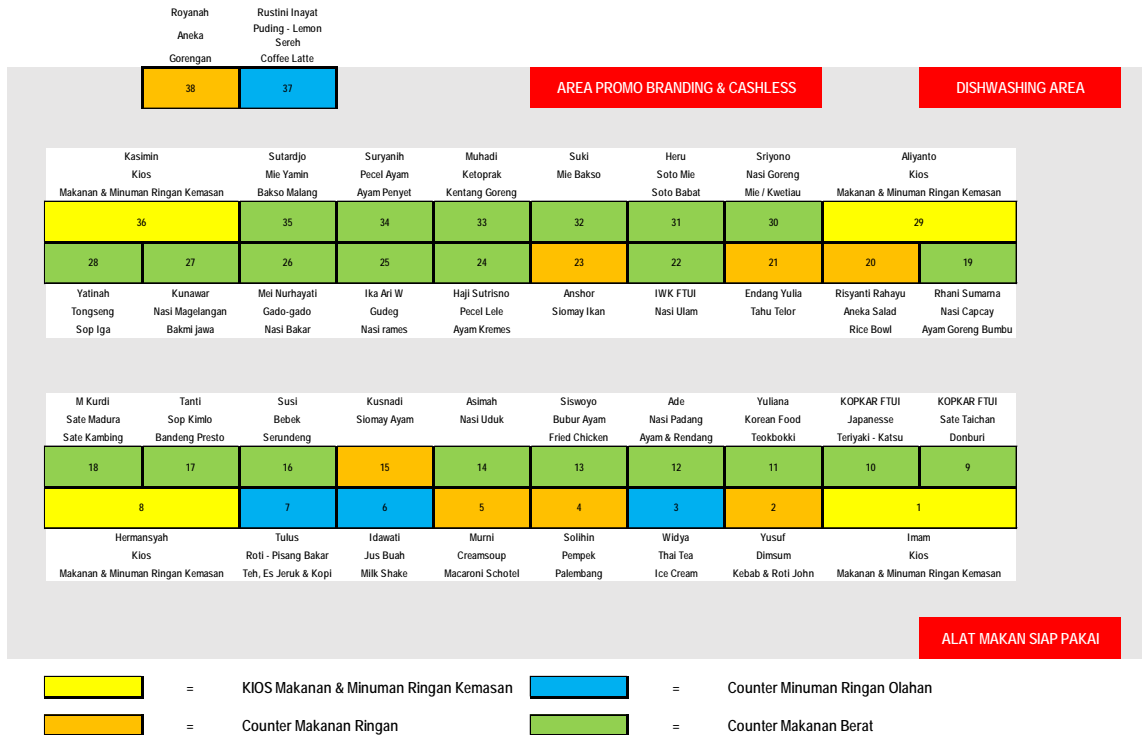 Royanah Rustini Inayat
Aneka Puding - Lemon Sereh
Gorengan Coffee Latte
38 37 AREA PROMO BRANDING & CASHLESS DISHWASHING AREA
Kasimin Sutardjo Suryanih Muhadi Suki Heru Sriyono Aliyanto
Kios Mie Yamin Pecel Ayam Ketoprak Mie Bakso Soto Mie Nasi Goreng Kios
Makanan & Minuman Ringan Kemasan Bakso Malang Ayam Penyet Kentang Goreng Soto Babat Mie / Kwetiau Makanan & Minuman Ringan Kemasan
36 35 34 33 32 31 30 29
28 27 26 25 24 23 22 21 20 19
Yatinah Kunawar Mei Nurhayati Ika Ari W Haji Sutrisno Anshor IWK FTUI Endang Yulia Risyanti Rahayu Rhani Sumarna
Tongseng Nasi Magelangan Gado-gado Gudeg Pecel Lele Siomay Ikan Nasi Ulam Tahu Telor Aneka Salad Nasi Capcay
Sop Iga Bakmi jawa Nasi Bakar Nasi rames Ayam Kremes Rice Bowl Ayam Goreng Bumbu
M Kurdi Tanti Susi Kusnadi Asimah Siswoyo Ade Yuliana KOPKAR FTUI KOPKAR FTUI
Sate Madura Sop Kimlo Bebek Siomay Ayam Nasi Uduk Bubur Ayam Nasi Padang Korean Food Japanesse Sate Taichan
Sate Kambing Bandeng Presto Serundeng Fried Chicken Ayam & Rendang Teokbokki Teriyaki - Katsu Donburi
18 17 16 15 14 13 12 11 10 9
8 7 6 5 4 3 2 1
Hermansyah Tulus Idawati Murni Solihin Widya Yusuf Imam
Kios Roti - Pisang Bakar Jus Buah Creamsoup Pempek Thai Tea Dimsum Kios
Makanan & Minuman Ringan Kemasan Teh, Es Jeruk & Kopi Milk Shake Macaroni Schotel Palembang Ice Cream Kebab & Roti John Makanan & Minuman Ringan Kemasan
ALAT MAKAN SIAP PAKAI
= KIOS Makanan & Minuman Ringan Kemasan = Counter Minuman Ringan Olahan
= Counter Makanan Ringan = Counter Makanan Berat